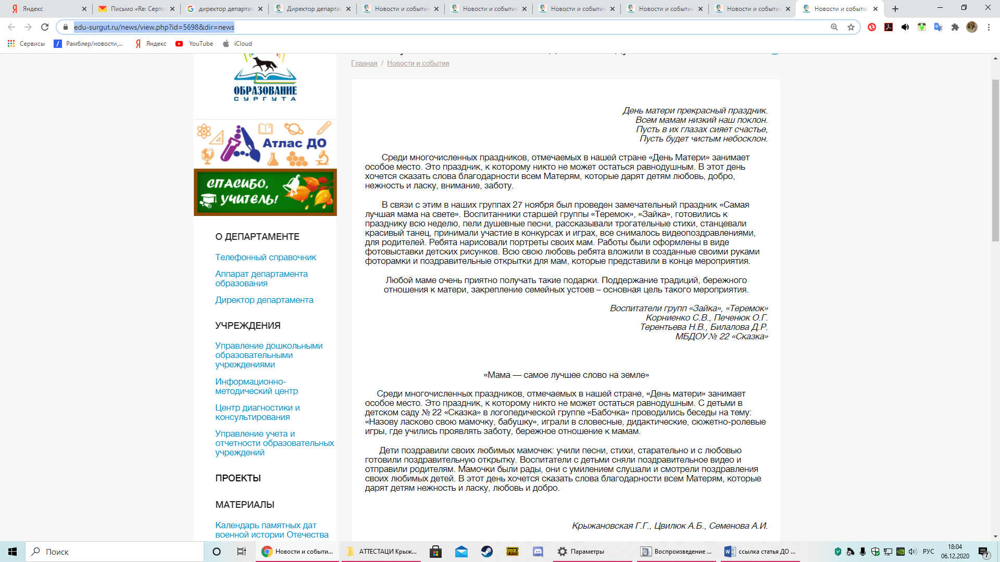 Яндекс
Письмо «Re: Серти
директор департам
Директор департа
Новости и события
Новости и события
Новости и события
Новости и события
Новости и события
Новости и события
edu-surgut.ru/news/view.php?id=5698&dir=news
Сервисы
Рамблер/новости,...
Яндекс
YouTube
iCloud
ОБРАЗОВАНИЕ
СУРГУТА
Атлас ДО
СПАСИБО,
УЧИТЕЛЬ!
О ДЕПАРТАМЕНТЕ
Телефонный справочник
Аппарат департамента
образования
Директор департамента
УЧРЕЖДЕНИЯ
Управление дошкольными
образовательными
учреждениями
Информационно-
методический центр
Центр диагностики и
консультирования
Управление учета и
отчетности образовательных
учреждений
ПРОЕКТЫ
МАТЕРИАЛЫ
Календарь памятных дат
военной истории Отечества
Главная / Новости и события
День матери прекрасный праздник.
Всем мамам низкий наш поклон.
Пусть в их глазах сияет счастье,
Пусть будет чистым небосклон.
Среди многочисленных праздников, отмечаемых в нашей стране «День Матери» занимает
особое место. Это праздник, к которому никто не может остаться равнодушным. В этот день
хочется сказать слова благодарности всем Матерям, которые дарят детям любовь, добро,
нежность и ласку, внимание, заботу.
В связи с этим в наших группах 27 ноября был проведен замечательный праздник «Самая
лучшая мама на свете». Воспитанники старшей группы «Теремок», «Зайка», готовились к
празднику всю неделю, пели душевные песни, рассказывали трогательные стихи, станцевали
красивый танец, принимали участие в конкурсах и играх, все снималось видеопоздравлениями,
для родителей. Ребята нарисовали портреты своих мам. Работы были оформлены в виде
фотовыставки детских рисунков. Всю свою любовь ребята вложили в созданные своими руками
фоторамки и поздравительные открытки для мам, которые представили в конце мероприятия.
Любой маме очень приятно получать такие подарки. Поддержание традиций, бережного
отношения к матери, закрепление семейных устоев – основная цель такого мероприятия.
Воспитатели групп «Зайка», «Теремок»
Корниенко С.В., Печенюк О.Г.
Терентьева Н.В., Билалова Д.Р.
МБДОУ № 22 «Сказка»
«Мама — самое лучшее слово на земле»
Среди многочисленных праздников, отмечаемых в нашей стране, «День матери» занимает
особое место. Это праздник, к которому никто не может остаться равнодушным. С детьми в
детском саду № 22 «Сказка» в логопедической группе «Бабочка» проводились беседы на тему:
«Назову ласково свою мамочку, бабушку», играли в словесные, дидактические, сюжетно-ролевые
игры, где учились проявлять заботу, бережное отношение к мамам.
Дети поздравили своих любимых мамочек: учили песни, стихи, старательно и с любовью
готовили поздравительную открытку. Воспитатели с детьми сняли поздравительное видео и
отправили родителям. Мамочки были рады, они с умилением слушали и смотрели поздравления
своих любимых детей. В этот день хочется сказать слова благодарности всем Матерям, которые
дарят детям нежность и ласку, любовь и добро.
Крыжановская Г.Г., Цвилюк А.Б., Семенова А.И.
Поиск
Новости и событи...
АТТЕСТАЦИ Крыж...
PUBG
Параметры
Воспроизведение ...
ссылка статья ДО ...
РУС
18:04
06.12.2020
7